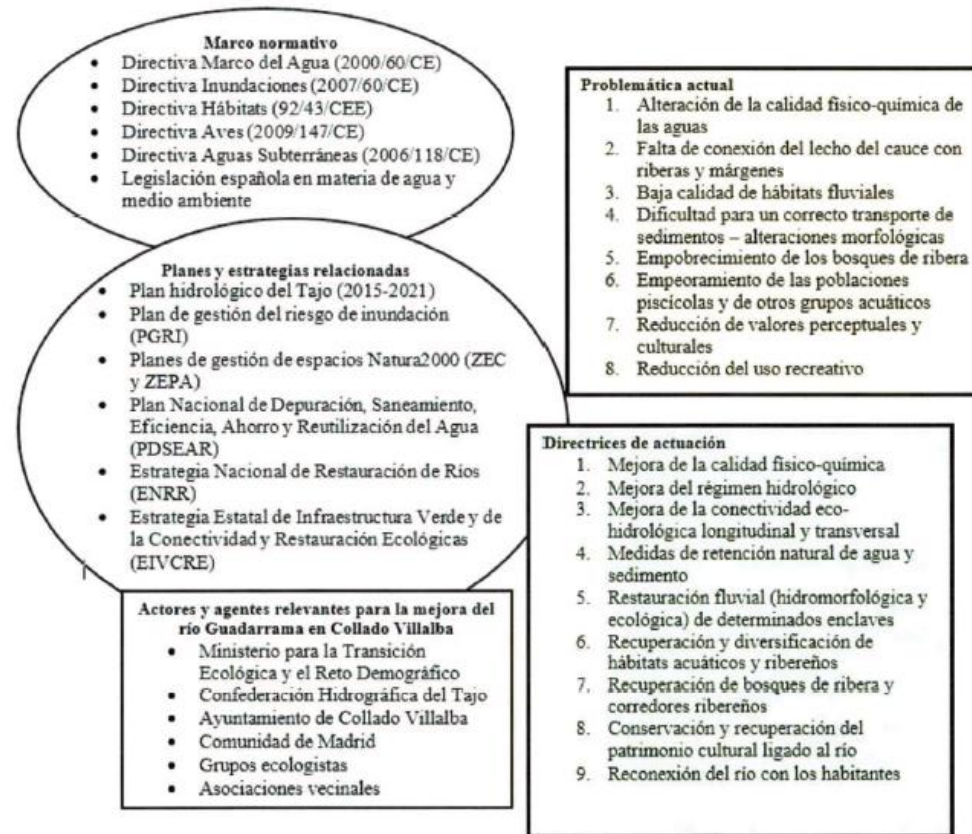 Marco normativo
• Directiva Marco del Agua (2000/60/CE)
• Directiva Inundaciones (2007/60/CE)
• Directiva Hábitats (92/43/CEE)
• Directiva Aves (2009/147/CE)
• Directiva Aguas Subterráneas (2006/118/CE)
• Legislación española en materia de agua y
medio ambiente
Planes y estrategias relacionadas
• Plan hidrológico del Tajo (2015-2021)
• Plan de gestión del riesgo de inundación
(PGRI)
• Planes de gestión de espacios Natura2000 (ZEC
y ZEPA)
• Plan Nacional de Depuración, Saneamiento,
Eficiencia, Ahorro y Reutilización del Agua
(PDSEAR)
• Estrategia Nacional de Restauración de Ríos
(ENRR)
• Estrategia Estatal de Infraestructura Verde y de
la Conectividad y Restauración Ecológicas
(EIVCRE)
Actores y agentes relevantes para la mejora del
río Guadarrama en Collado Villalba
• Ministerio para la Transición
Ecológica y el Reto Demográfico
• Confederación Hidrográfica del Tajo
• Ayuntamiento de Collado Villalba
• Comunidad de Madrid
• Grupos ecologistas
• Asociaciones vecinales
Problemática actual
1. Alteración de la calidad físico-química de
las aguas
2. Falta de conexión del lecho del cauce con
riberas y márgenes
3. Baja calidad de hábitats fluviales
4. Dificultad para un correcto transporte de
sedimentos – alteraciones morfológicas
5. Empobrecimiento de los bosques de ribera
6. Empeoramiento de las poblaciones
piscícolas y de otros grupos acuáticos
7. Reducción de valores perceptuales y
culturales
8. Reducción del uso recreativo
Directrices de actuación
1. Mejora de la calidad físico-química
2. Mejora del régimen hidrológico
3. Mejora de la conectividad eco-
hidrológica longitudinal y transversal
4. Medidas de retención natural de agua y
sedimento
5. Restauración fluvial (hidromorfológica y
ecológica) de determinados enclaves
6. Recuperación y diversificación de
hábitats acuáticos y ribereños
7. Recuperación de bosques de ribera y
corredores ribereños
8. Conservación y recuperación del
patrimonio cultural ligado al río
9. Reconexión del río con los habitantes